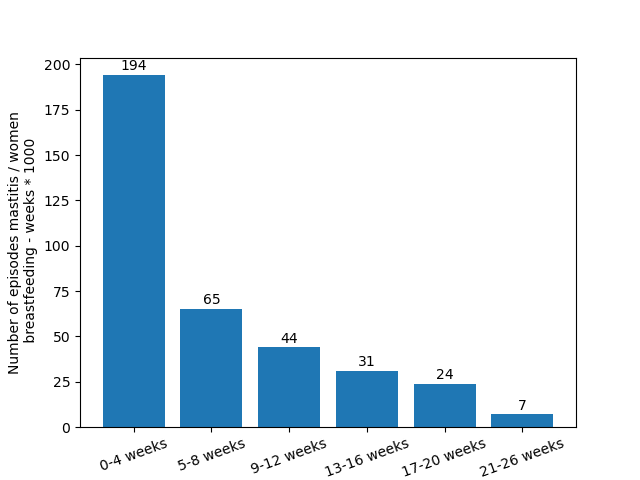 Number of episodes mastitis / women
breastfeeding - weeks * 1000
200
175
150
125
100
75
50
25
0
194
65
44
31
24
7
0-4 weeks
5-8 weeks
9-12 weeks
13-16 weeks
17-20 weeks
21-26 weeks